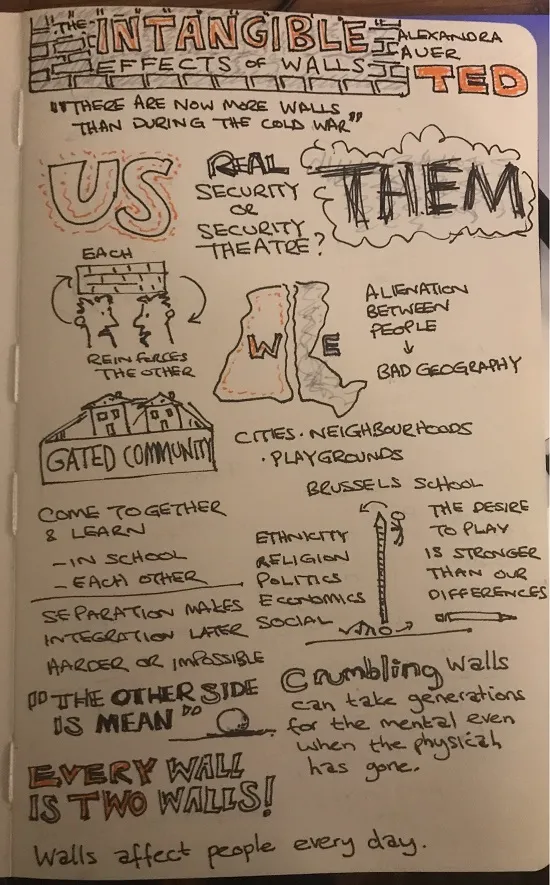 THE INTANGIBLE
EFFECTS OF WALLS
ALEXANDRA
AUER
TED
"THERE ARE NOW MORE WALLS
THAN DURING THE COLD WAR"
US
REAL
SECURITY
OR
SECURITY
THEATRE?
THEM
EACH
REINFORCES
THE OTHER
W E
ALIENATION
BETWEEN
PEOPLE
↓
BAD GEOGRAPHY
GATED COMMUNITY
CITIES · NEIGHBOURHOODS
· PLAYGROUNDS
BRUSSELS SCHOOL
COME TOGETHER
& LEARN
- IN SCHOOL
- EACH OTHER
ETHNICITY
RELIGION
POLITICS
ECONOMICS
SOCIAL
THE DESIRE
TO PLAY
IS STRONGER
THAN OUR
DIFFERENCES
SEPARATION MAKES
INTEGRATION LATER
HARDER OR IMPOSSIBLE
"THE OTHER SIDE
IS MEAN"
Crumbling walls
can take generations
for the mental even
when the physical
has gone.
EVERY WALL
IS TWO WALLS!
Walls affect people every day.